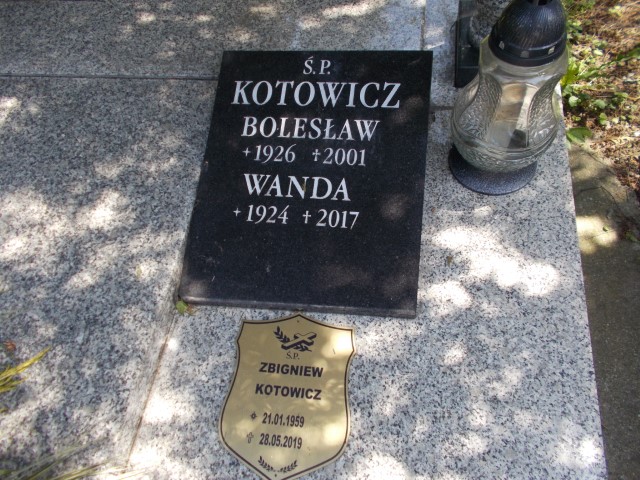 Ś.P.
KOTOWICZ
BOLESŁAW
+1926 †2001
WANDA
+1924 †2017
Ś.P.
ZBIGNIEW
KOTOWICZ
21.01.1959
28.05.2019